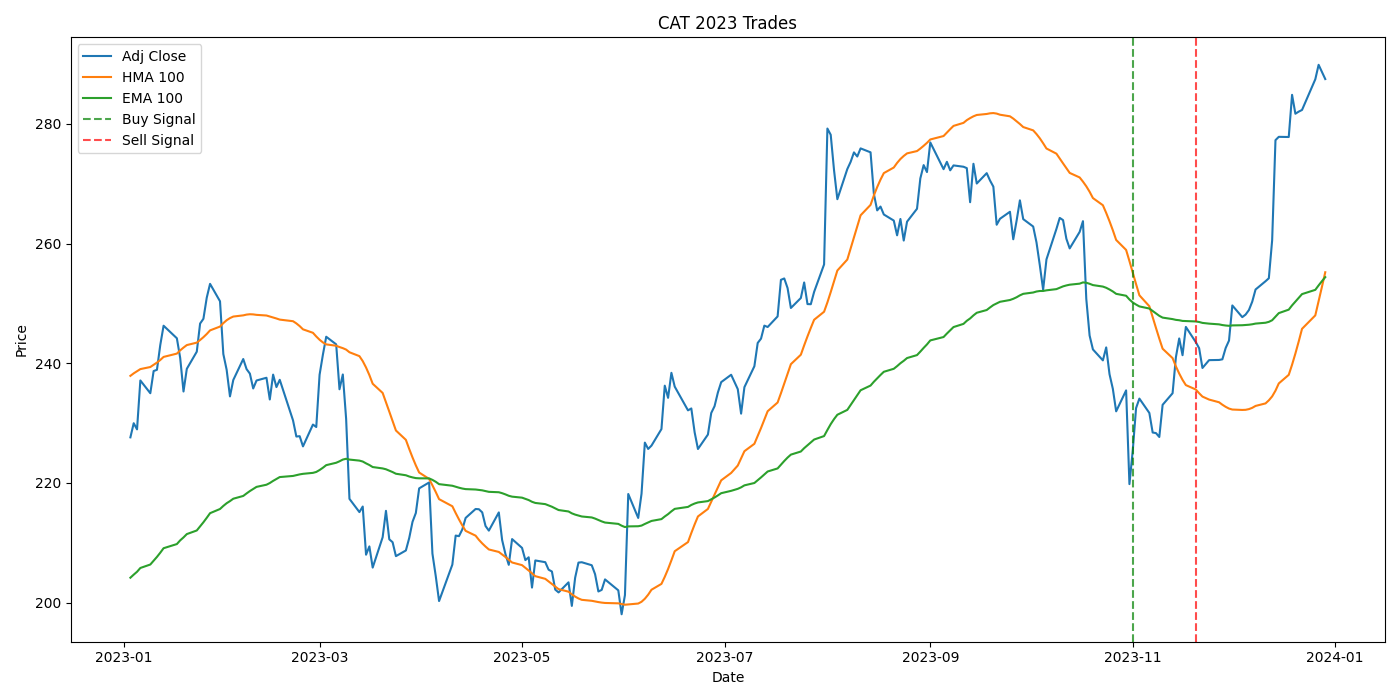 CAT 2023 Trades
Adj Close
HMA 100
EMA 100
Buy Signal
Sell Signal
Price
280
260
240
220
200
2023-01 2023-03 2023-05 2023-07 2023-09 2023-11 2024-01
Date